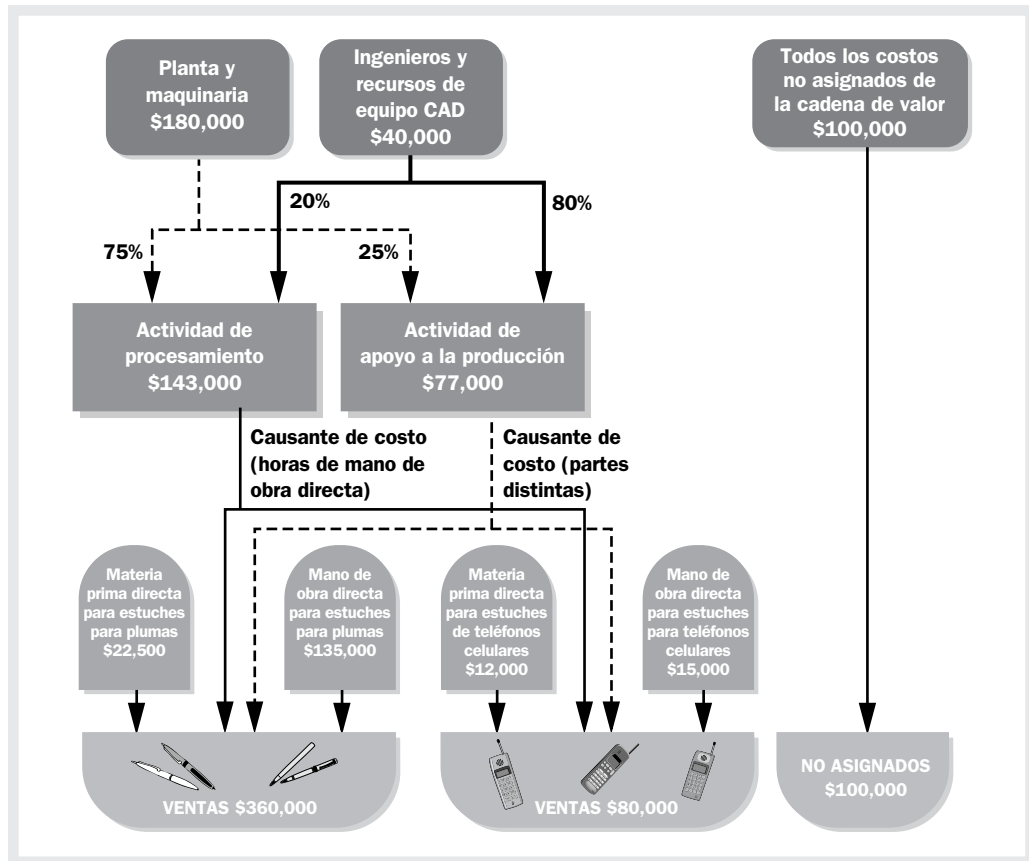 Planta y
maquinaria
$180,000
Ingenieros y
recursos de
equipo CAD
$40,000
Todos los costos
no asignados de
la cadena de valor
$100,000
20%
80%
75%
25%
Actividad de
procesamiento
$143,000
Actividad de
apoyo a la producción
$77,000
Causante de costo
(horas de mano de
obra directa)
Causante de
costo (partes
distintas)
Materia
prima directa
para estuches
para plumas
$22,500
Mano de
obra directa
para estuches
para plumas
$135,000
Materia
prima directa
para estuches
de teléfonos
celulares
$12,000
Mano de
obra directa
para estuches
para teléfonos
celulares
$15,000
VENTAS $360,000
VENTAS $80,000
NO ASIGNADOS
$100,000